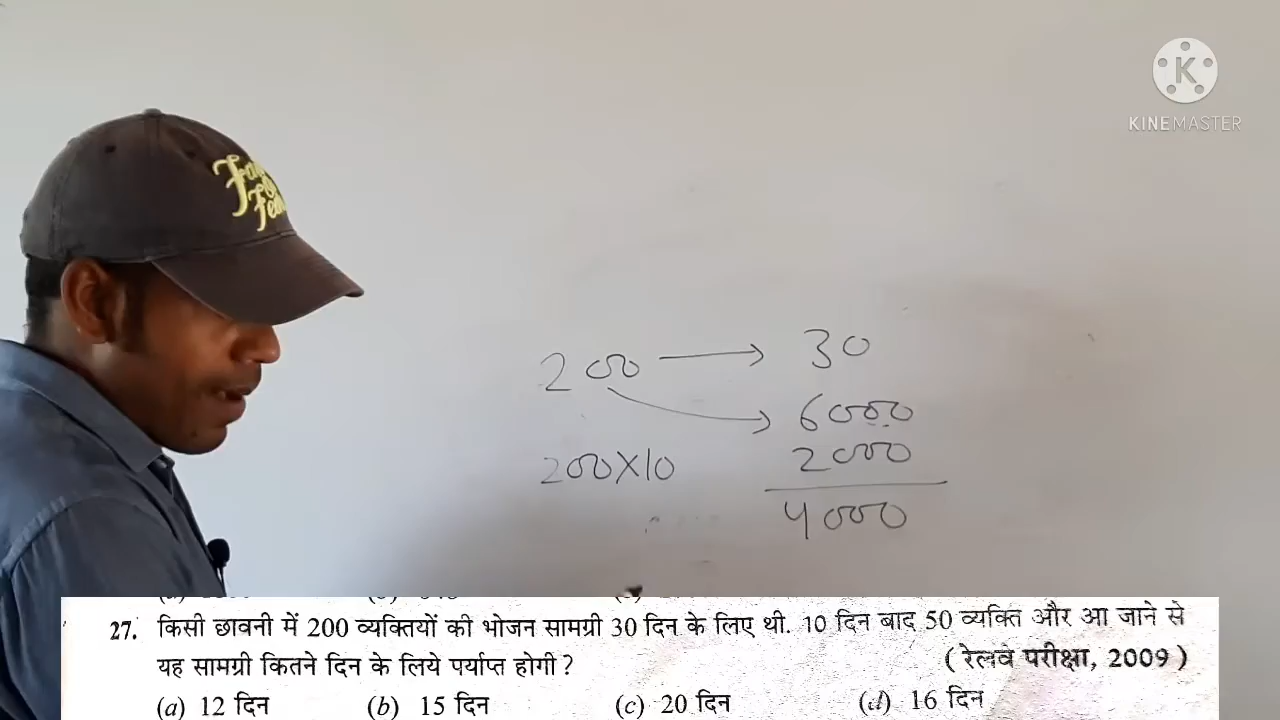 KINEMASTER
200 → 30
6000
200×10 2000
4000
27. किसी छावनी में 200 व्यक्तियों की भोजन सामग्री 30 दिन के लिए थी. 10 दिन बाद 50 व्यक्ति और आ जाने से
यह सामग्री कितने दिन के लिये पर्याप्त होगी ? (रेलवे परीक्षा, 2009)
(a) 12 दिन (b) 15 दिन (c) 20 दिन (d) 16 दिन